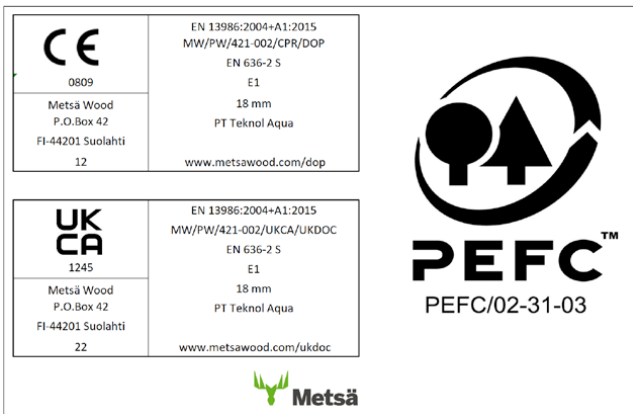 CE
0809
Metsä Wood
P.O.Box 42
FI-44201 Suolahti
12
EN 13986:2004+A1:2015
MW/PW/421-002/CPR/DOP
EN 636-2 S
E1
18 mm
PT Teknol Aqua
www.metsawood.com/dop
UK
CA
1245
Metsä Wood
P.O.Box 42
FI-44201 Suolahti
22
EN 13986:2004+A1:2015
MW/PW/421-002/UKCA/UKDOC
EN 636-2 S
E1
18 mm
PT Teknol Aqua
www.metsawood.com/ukdoc
PEFC™
PEFC/02-31-03
Metsä